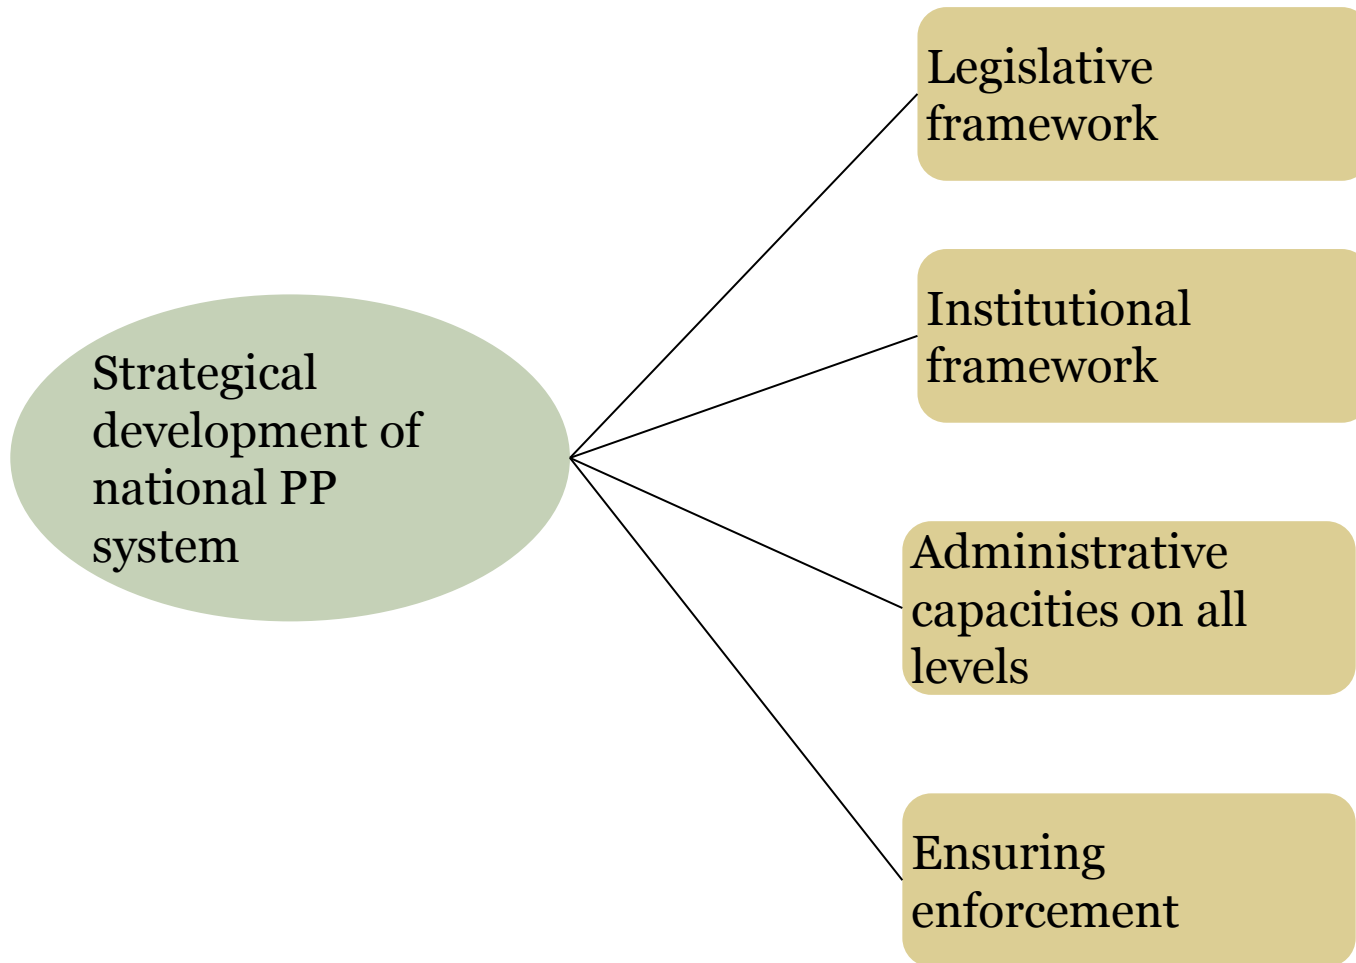 Strategical
development of
national PP
system
Legislative
framework
Institutional
framework
Administrative
capacities on all
levels
Ensuring
enforcement